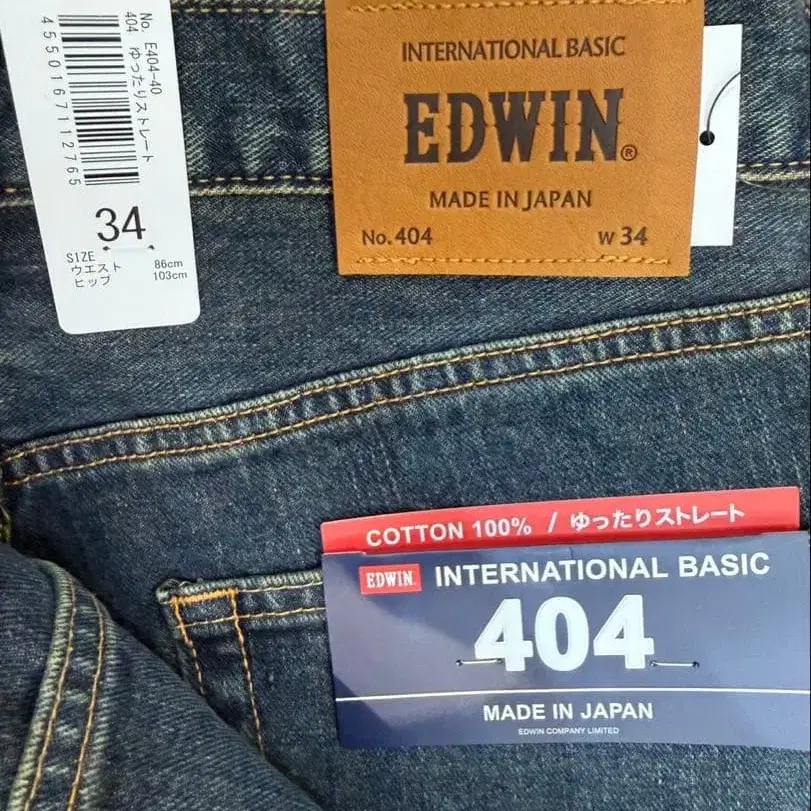 No. E404-40
404 ゆったりストレート
4550167112765
34
SIZE
ウエスト 86cm
ヒップ 103cm
INTERNATIONAL BASIC
EDWIN®
MADE IN JAPAN
No. 404 W 34
COTTON 100% / ゆったりストレート
EDWIN. INTERNATIONAL BASIC
404
MADE IN JAPAN
EDWIN COMPANY LIMITED